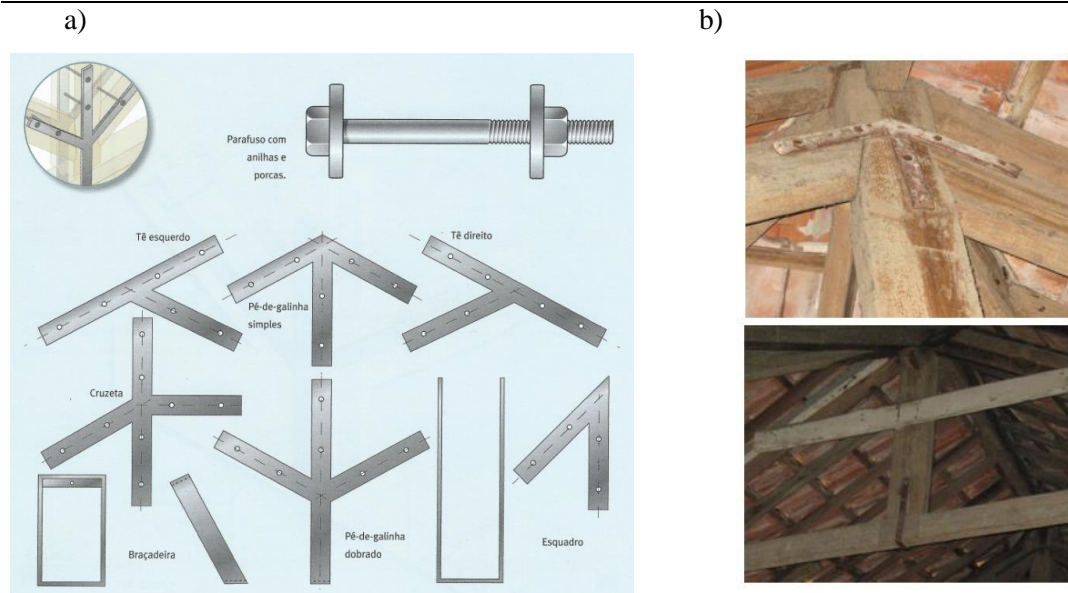 a)
b)
Parafuso com
anilhas e
porcas.
Tê esquerdo
Tê direito
Pé-de-galinha
simples
Cruzeta
Braçadeira
Pé-de-galinha
dobrado
Esquadro